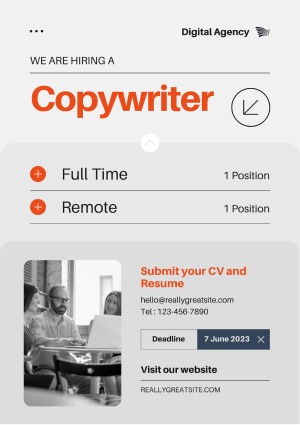 Digital Agency
WE ARE HIRING A
Copywriter
Full Time 1 Position
Remote 1 Position
Submit your CV and
Resume
hello@reallygreatsite.com
Tel : 123-456-7890
Deadline 7 June 2023
Visit our website
REALLYGREATSITE.COM